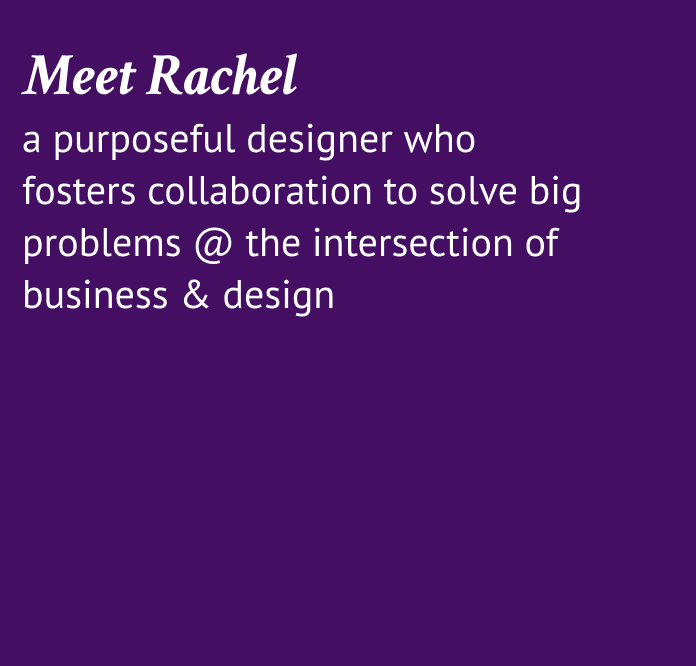 Meet Rachel
a purposeful designer who
fosters collaboration to solve big
problems @ the intersection of
business & design